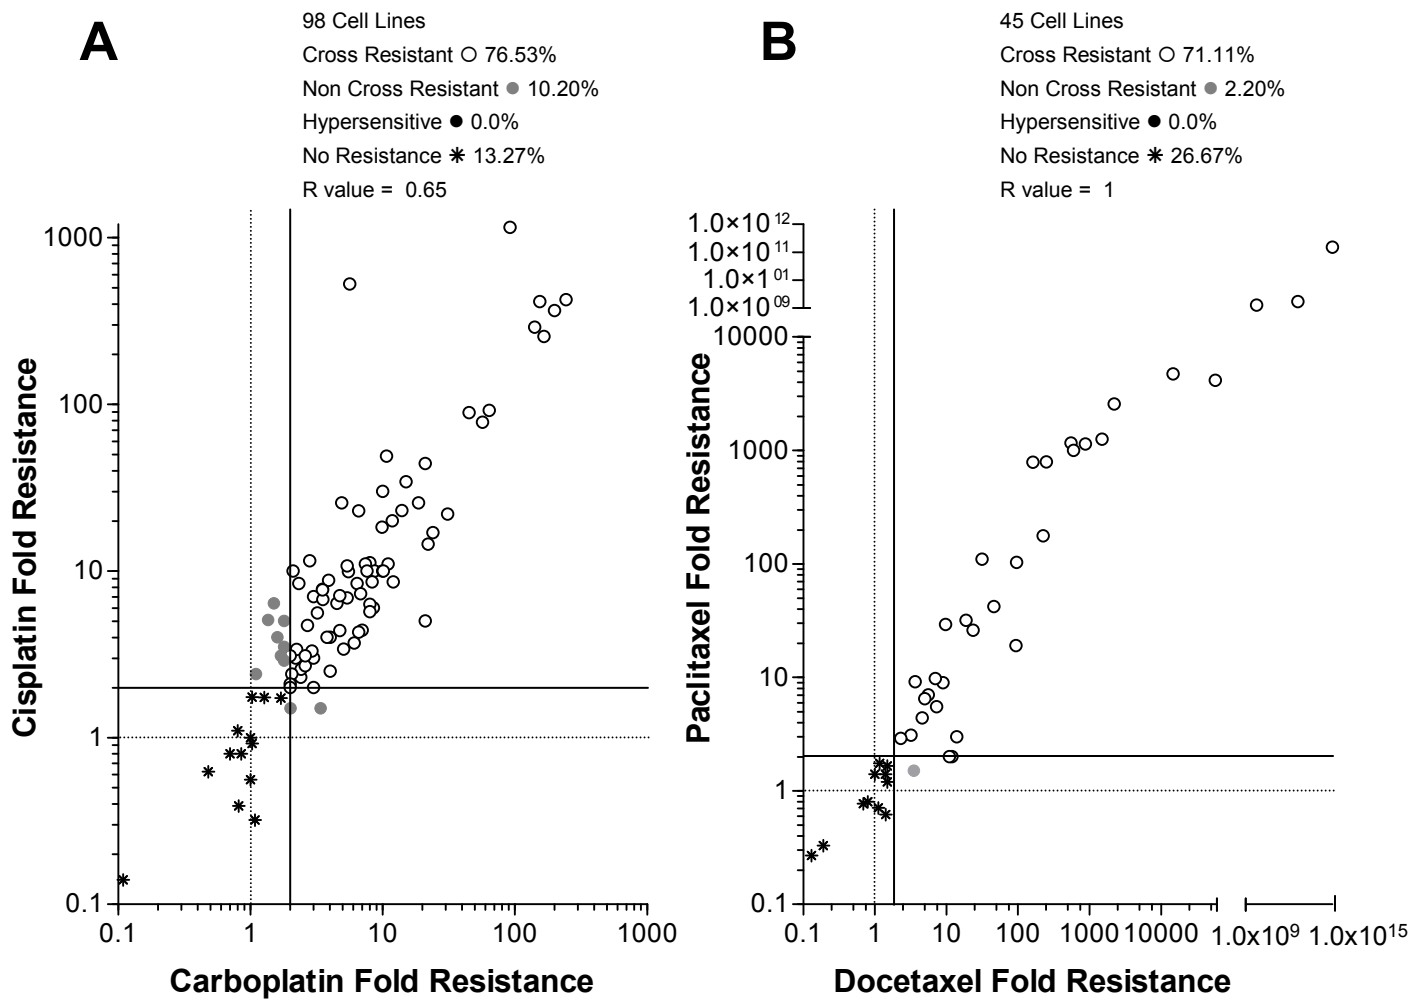 A
98 Cell Lines
Cross Resistant ○ 76.53%
Non Cross Resistant ● 10.20%
Hypersensitive ● 0.0%
No Resistance ✳ 13.27%
R value = 0.65
1000
100
10
1
0.1
Cisplatin Fold Resistance
0.1 1 10 100 1000
Carboplatin Fold Resistance
B
45 Cell Lines
Cross Resistant ○ 71.11%
Non Cross Resistant ● 2.20%
Hypersensitive ● 0.0%
No Resistance ✳ 26.67%
R value = 1
1.0×10¹²
1.0×10¹¹
1.0×1⁰¹
1.0×10⁰⁹
10000
1000
100
10
1
0.1
Paclitaxel Fold Resistance
0.1 1 10 100 1000 10000 1.0x10⁹ 1.0x10¹⁵
Docetaxel Fold Resistance